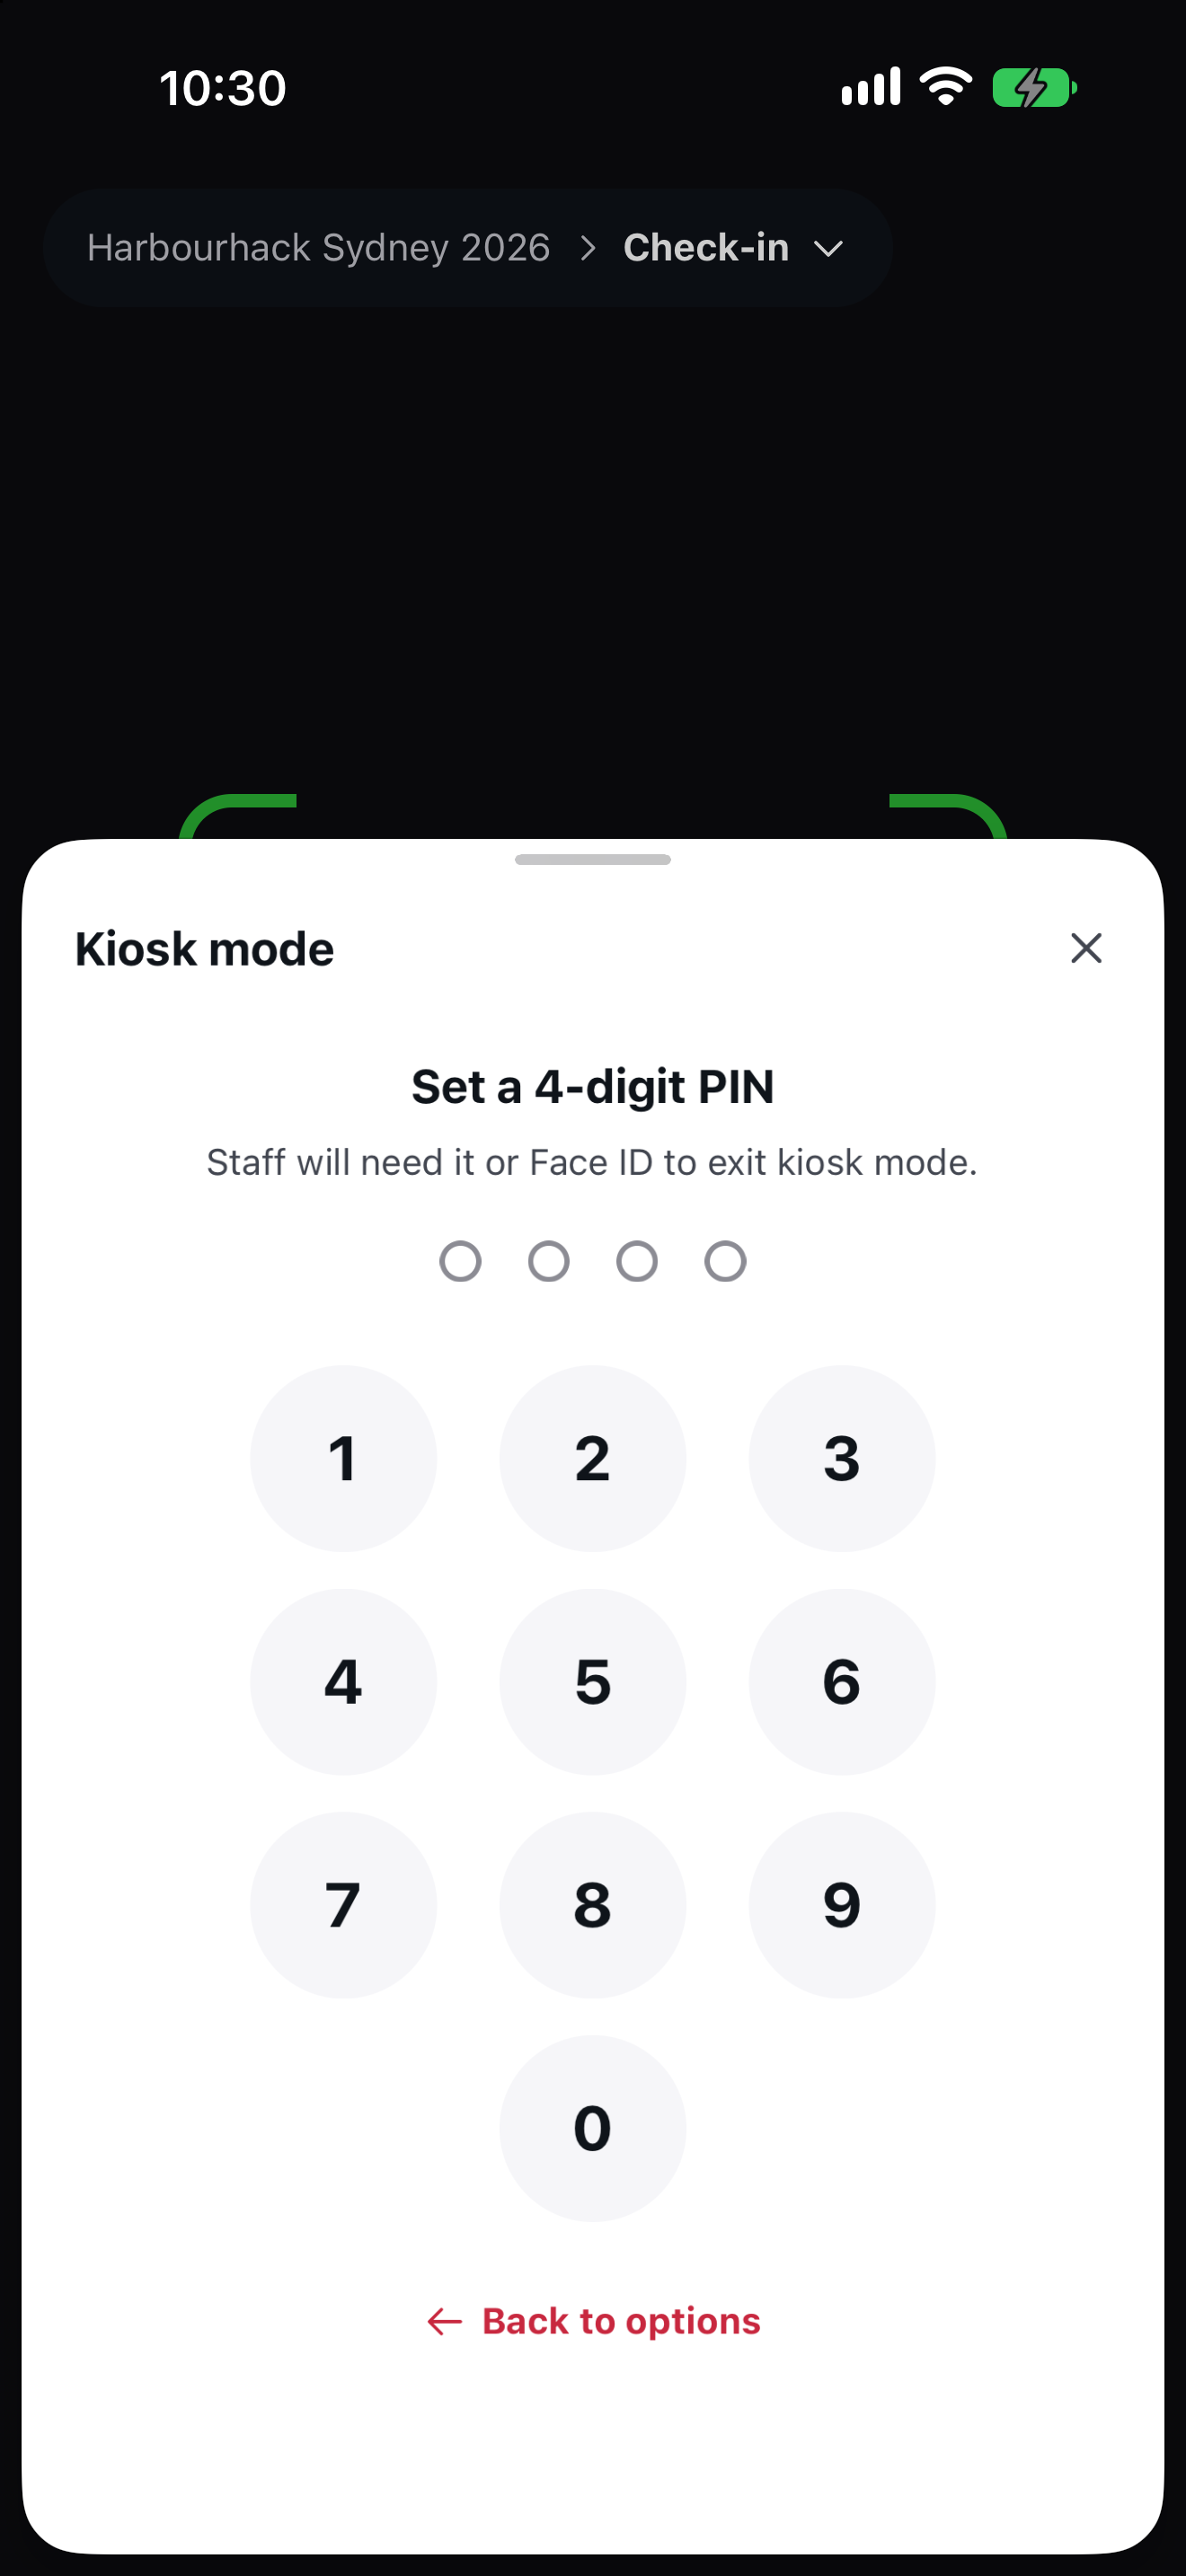 10:30
Harbourhack Sydney 2026 > Check-in
Kiosk mode
Set a 4-digit PIN
Staff will need it or Face ID to exit kiosk mode.
1 2 3
4 5 6
7 8 9
0
← Back to options